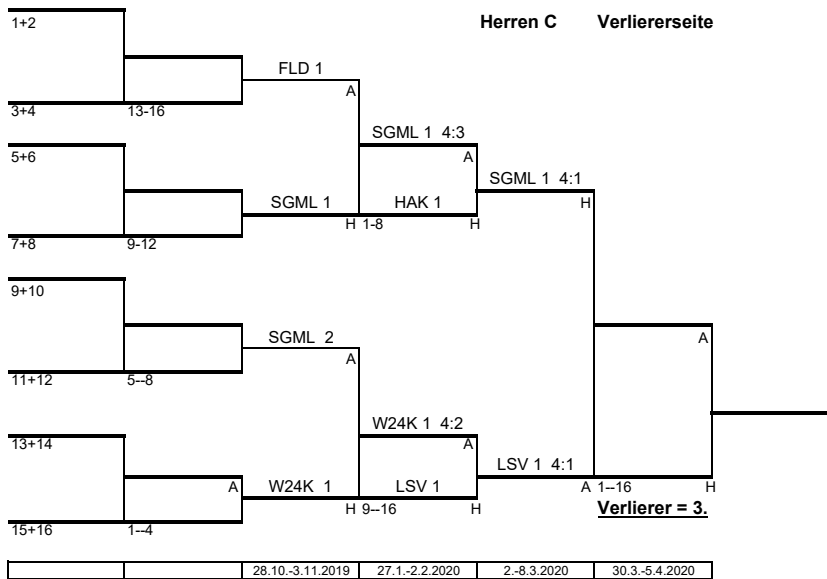 Herren C Verliererseite
1+2
FLD 1
A
3+4 13-16
SGML 1 4:3
A
5+6
SGML 1 4:1
H
SGML 1 HAK 1
H 1-8 H
7+8 9-12
9+10
SGML 2
A
A
11+12 5--8
W24K 1 4:2
A
13+14
LSV 1 4:1
A W24K 1 LSV 1
A 1--16 H
H 9--16 H
Verlierer = 3.
15+16 1--4
28.10.-3.11.2019 27.1.-2.2.2020 2.-8.3.2020 30.3.-5.4.2020